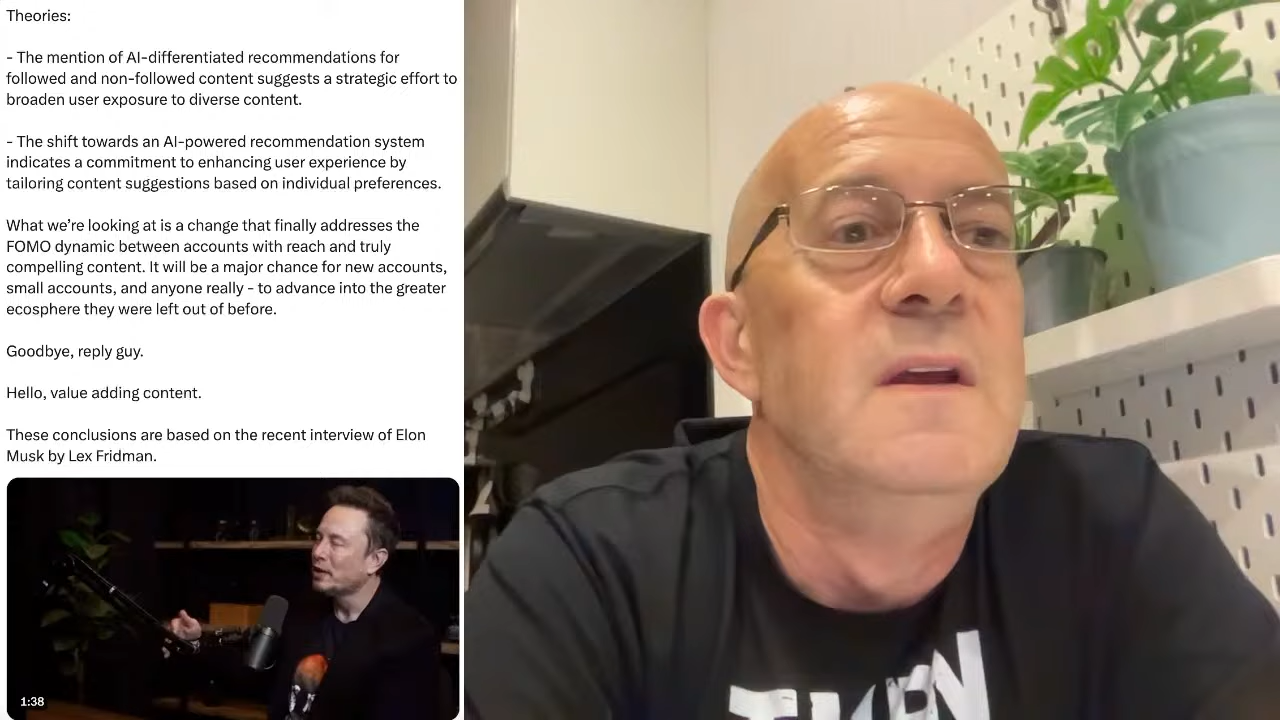 Theories:
- The mention of AI-differentiated recommendations for
followed and non-followed content suggests a strategic effort to
broaden user exposure to diverse content.
- The shift towards an AI-powered recommendation system
indicates a commitment to enhancing user experience by
tailoring content suggestions based on individual preferences.
What we’re looking at is a change that finally addresses the
FOMO dynamic between accounts with reach and truly
compelling content. It will be a major chance for new accounts,
small accounts, and anyone really - to advance into the greater
ecosphere they were left out of before.
Goodbye, reply guy.
Hello, value adding content.
These conclusions are based on the recent interview of Elon
Musk by Lex Fridman.
1:38